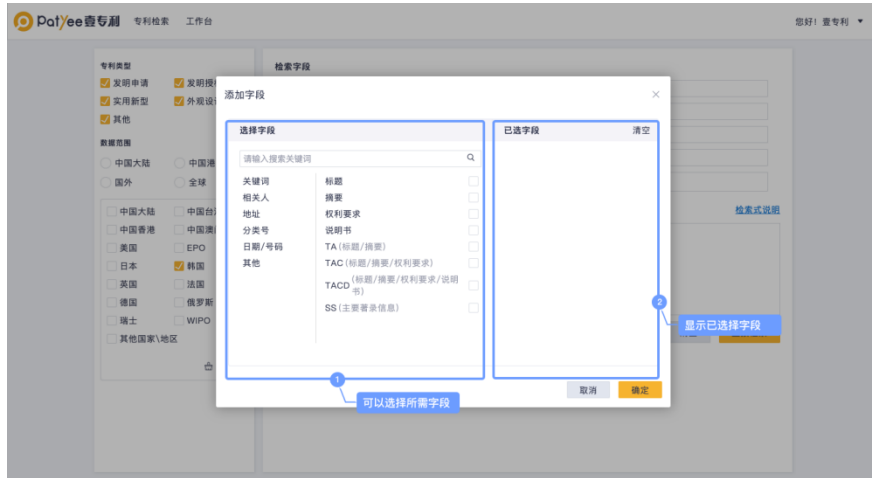 Patyee壹专利 专利检索 工作台 您好！壹专利
专利类型 检索字段
发明申请 发明授
实用新型 外观设
其他
数据范围
中国大陆 中国港
国外 全球
中国大陆 中国台
中国香港 中国澳
美国 EPO
日本 韩国
英国 法国
德国 俄罗斯
瑞士 WIPO
其他国家\地区
检索式说明
添加字段 ×
选择字段 已选字段 清空
请输入搜索关键词
关键词 标题
相关人 摘要
地址 权利要求
分类号 说明书
日期/号码 TA(标题/摘要)
其他 TAC(标题/摘要/权利要求)
TACD(标题/摘要/权利要求/说明
书)
SS(主要著录信息)
2
显示已选择字段
1
可以选择所需字段
取消 确定